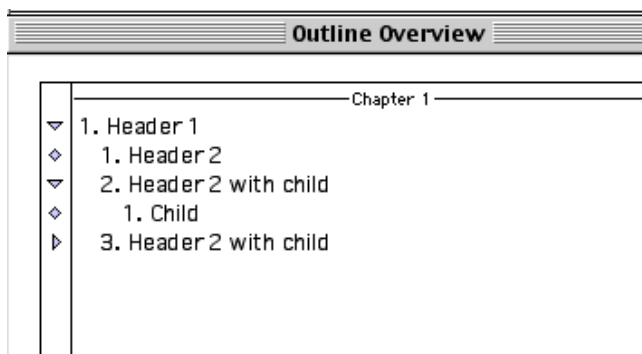 Outline Overview
Chapter 1
1. Header 1
1. Header 2
2. Header 2 with child
1. Child
3. Header 2 with child